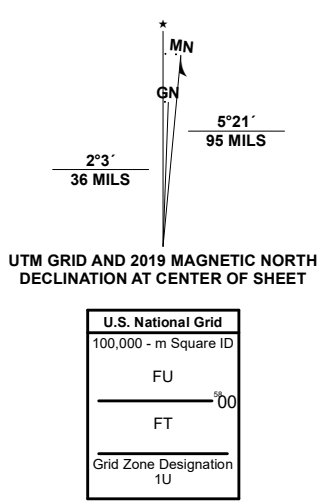 ★
MN
GN
5°21´
95 MILS
2°3´
36 MILS
UTM GRID AND 2019 MAGNETIC NORTH
DECLINATION AT CENTER OF SHEET
U.S. National Grid
100,000 - m Square ID
FU
5800
FT
Grid Zone Designation
1U